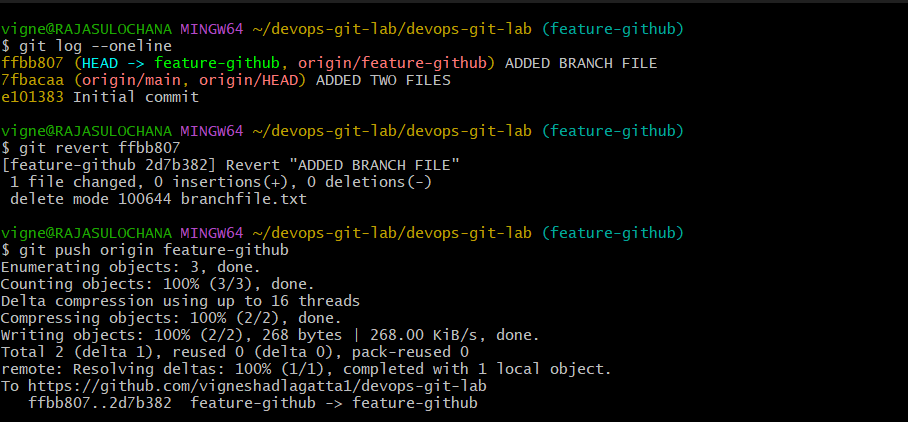 vigne@RAJASULOCHANA MINGW64 ~/devops-git-lab/devops-git-lab (feature-github)
$ git log --oneline
ffbb807 (HEAD -> feature-github, origin/feature-github) ADDED BRANCH FILE
7fbacaa (origin/main, origin/HEAD) ADDED TWO FILES
e101383 Initial commit
vigne@RAJASULOCHANA MINGW64 ~/devops-git-lab/devops-git-lab (feature-github)
$ git revert ffbb807
[feature-github 2d7b382] Revert "ADDED BRANCH FILE"
 1 file changed, 0 insertions(+), 0 deletions(-)
 delete mode 100644 branchfile.txt
vigne@RAJASULOCHANA MINGW64 ~/devops-git-lab/devops-git-lab (feature-github)
$ git push origin feature-github
Enumerating objects: 3, done.
Counting objects: 100% (3/3), done.
Delta compression using up to 16 threads
Compressing objects: 100% (2/2), done.
Writing objects: 100% (2/2), 268 bytes | 268.00 KiB/s, done.
Total 2 (delta 1), reused 0 (delta 0), pack-reused 0
remote: Resolving deltas: 100% (1/1), completed with 1 local object.
To https://github.com/vigneshadlagatta1/devops-git-lab
   ffbb807..2d7b382  feature-github -> feature-github